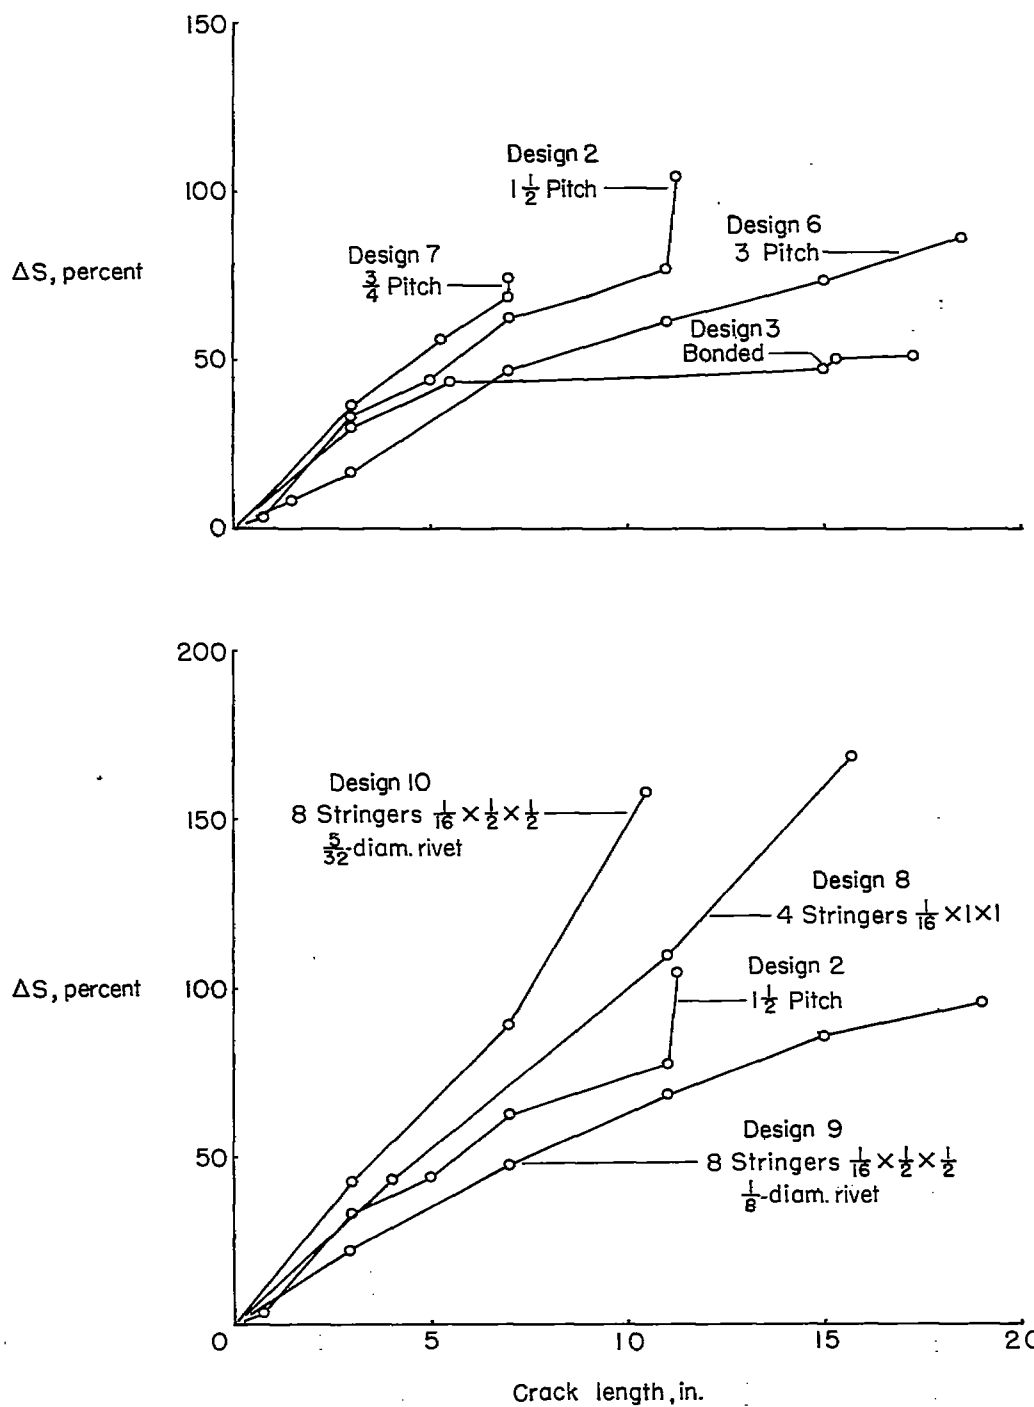 150
Design 2
1 1/2 Pitch
100
Design 6
3 Pitch
Design 7
3/4 Pitch
ΔS, percent
Design 3
Bonded
50
0
5
10
15
20
200
Design 10
8 Stringers 1/16 × 1/2 × 1/2
5/32-diam. rivet
150
Design 8
4 Stringers 1/16 ×1×1
Design 2
1 1/2 Pitch
100
ΔS, percent
Design 9
8 Stringers 1/16 × 1/2 × 1/2
1/8-diam. rivet
50
0
5
10
15
20
Crack length, in.